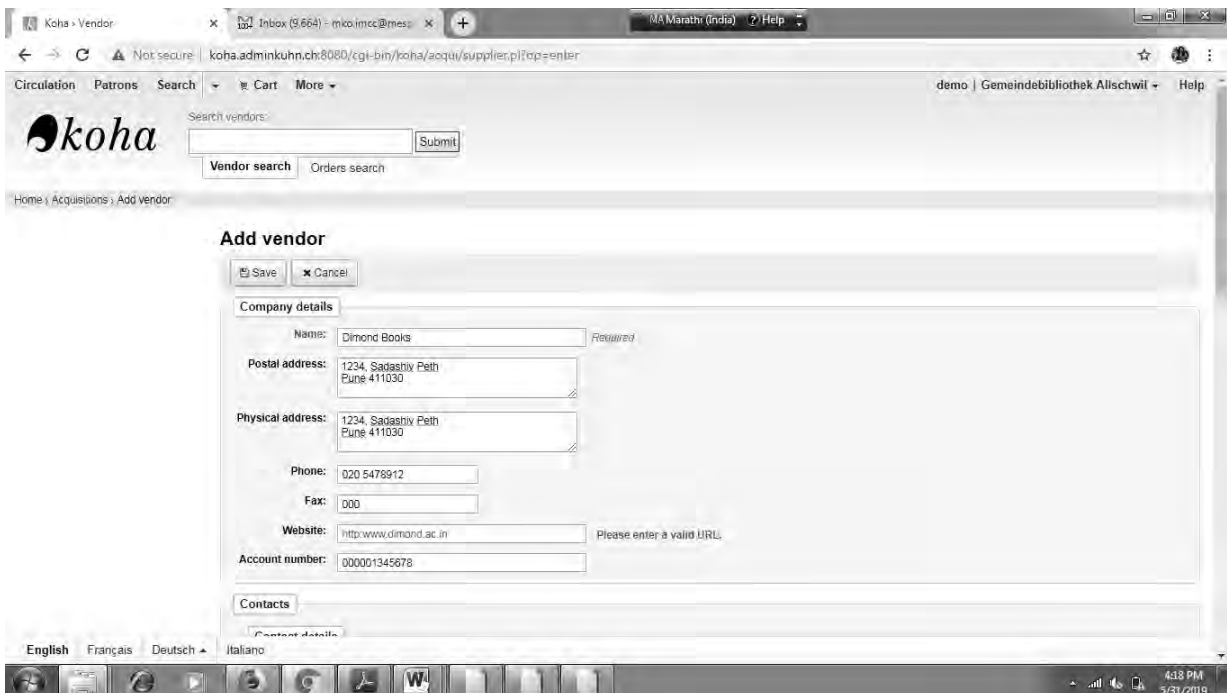 Koha › Vendor
Inbox (9,664) - mko.imcc@mes
MA Marathi (India) Help
Not secure koha.adminkuhn.ch:8080/cgi-bin/koha/acqui/supplier.pl?op=enter
Circulation Patrons Search Cart More demo | Gemeindebibliothek Allschwil Help
koha
Search vendors:
Submit
Vendor search Orders search
Home › Acquisitions › Add vendor
Add vendor
Save Cancel
Company details
Name: Dimond Books Required
Postal address: 1234, Sadashiv Peth
Pune 411030
Physical address: 1234, Sadashiv Peth
Pune 411030
Phone: 020 5478912
Fax: 000
Website: http:www.dimond.ac.in Please enter a valid URL.
Account number: 000001345678
Contacts
Contact details
English Français Deutsch Italiano
4:18 PM
5/31/2019